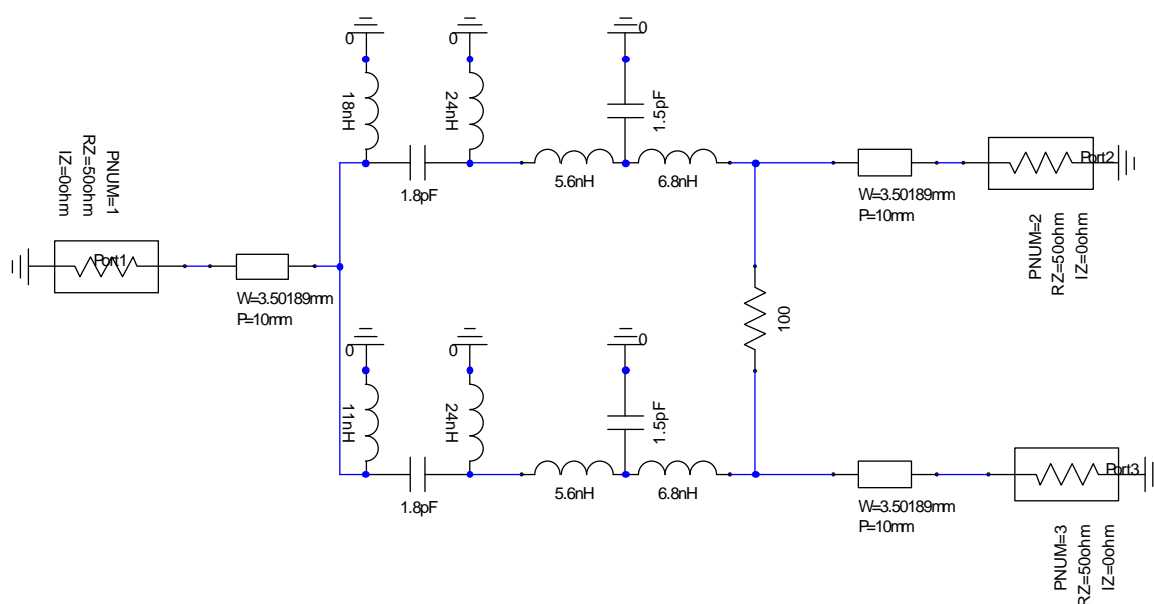 0
0
0
18nH
24nH
1.5pF
1.8pF
5.6nH
6.8nH
PNUM=1
RZ=50ohm
IZ=0ohm
Port1
W=3.50189mm
P=10mm
Port2
W=3.50189mm
P=10mm
PNUM=2
RZ=50ohm
IZ=0ohm
100
0
0
0
11nH
24nH
1.5pF
1.8pF
5.6nH
6.8nH
Port3
W=3.50189mm
P=10mm
PNUM=3
RZ=50ohm
IZ=0ohm